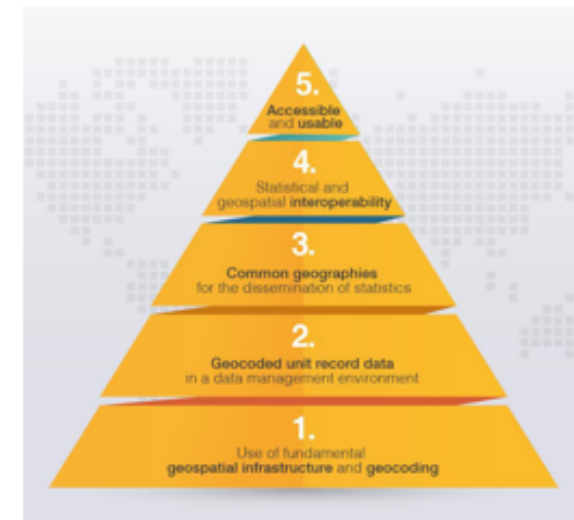 5.
Accessible
and usable
4.
Statistical and
geospatial interoperability
3.
Common geographies
for the dissemination of statistics
2.
Geocoded unit record data
in a data management environment
1.
Use of fundamental
geospatial infrastructure and geocoding